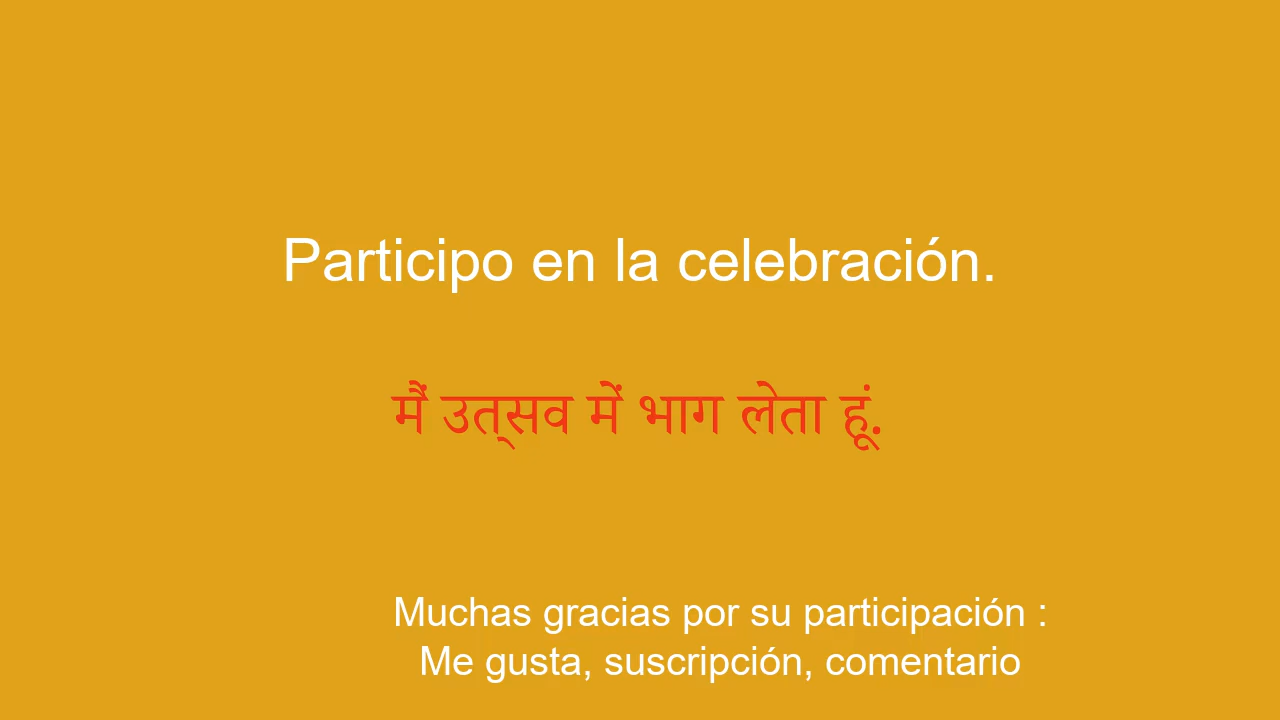 Participo en la celebración.
मैं उत्सव में भाग लेता हूं.
Muchas gracias por su participación :
Me gusta, suscripción, comentario